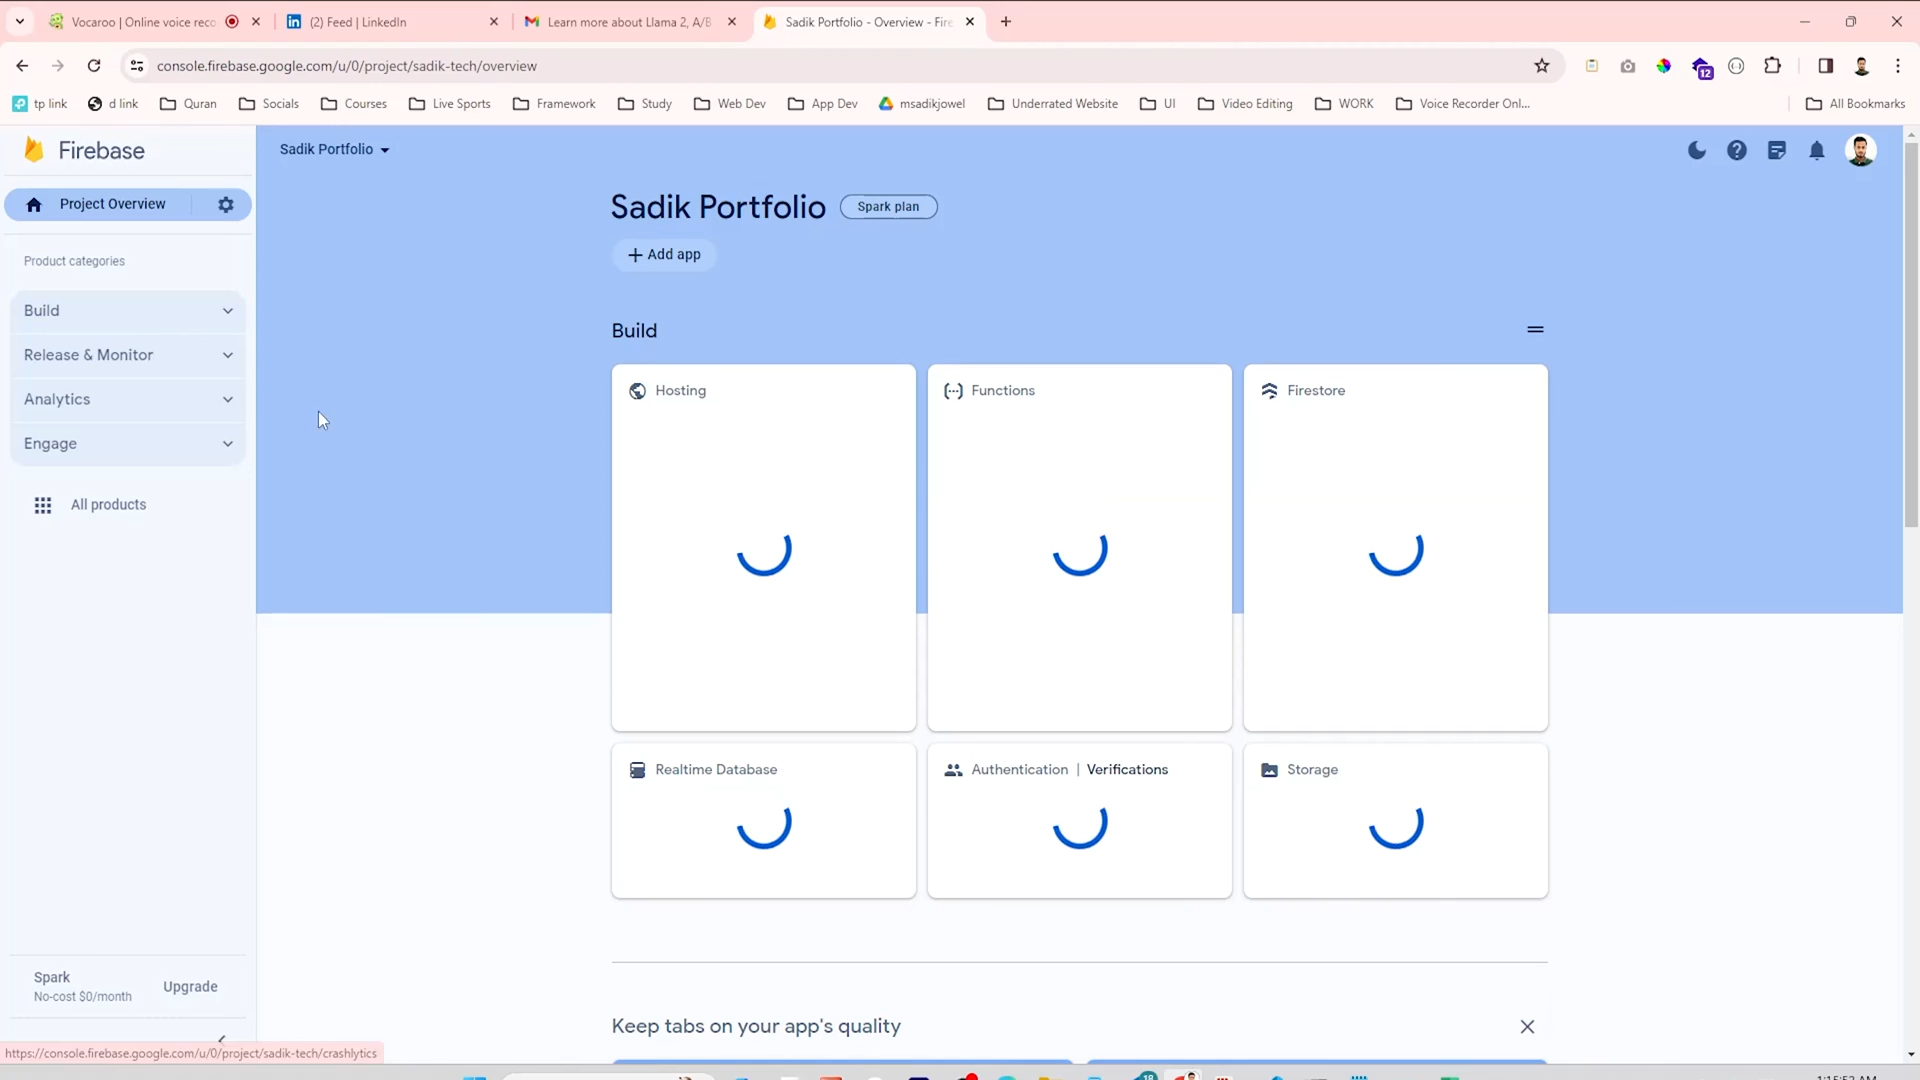 Vocaroo | Online voice reco
(2) Feed | LinkedIn
Learn more about Llama 2, A/B
Sadik Portfolio - Overview - Fire
console.firebase.google.com/u/0/project/sadik-tech/overview
12
tp link
d link
Quran
Socials
Courses
Live Sports
Framework
Study
Web Dev
App Dev
msadikjowel
Underrated Website
UI
Video Editing
WORK
Voice Recorder Onl...
All Bookmarks
Firebase
Sadik Portfolio
Project Overview
Sadik Portfolio
Spark plan
+ Add app
Product categories
Build
Release & Monitor
Analytics
Engage
All products
Build
Hosting
Functions
Firestore
Realtime Database
Authentication | Verifications
Storage
Spark
No-cost $0/month
Upgrade
Keep tabs on your app's quality
https://console.firebase.google.com/u/0/project/sadik-tech/crashlytics